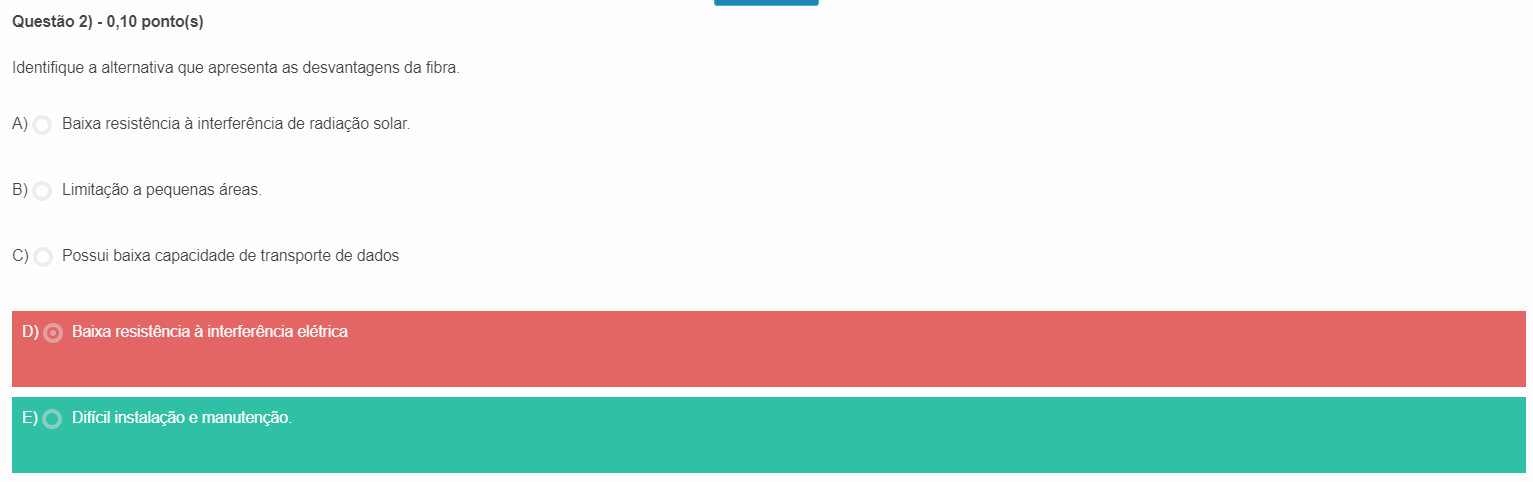 Questão 2) - 0,10 ponto(s)
Identifique a alternativa que apresenta as desvantagens da fibra.
A) Baixa resistência à interferência de radiação solar.
B) Limitação a pequenas áreas.
C) Possui baixa capacidade de transporte de dados
D) Baixa resistência à interferência elétrica
E) Difícil instalação e manutenção.